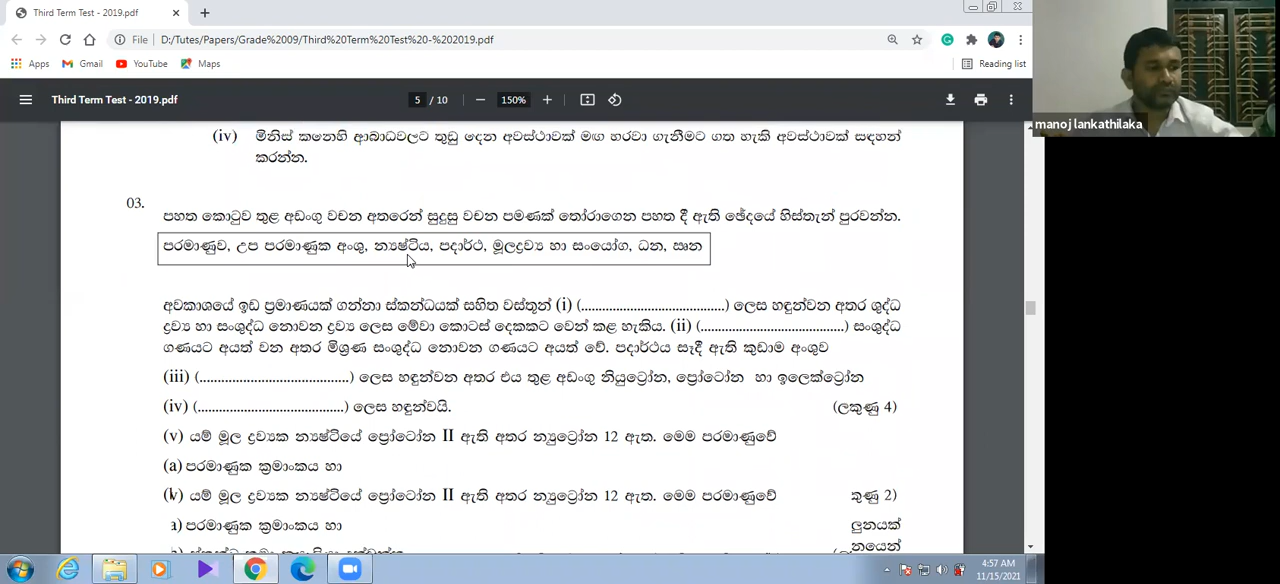 Third Term Test - 2019.pdf
File | D:/Tutes/Papers/Grade%2009/Third%20Term%20Test%20-%202019.pdf
Apps Gmail YouTube Maps Reading list
Third Term Test - 2019.pdf 5 / 10 150%
manoj lankathilaka
(iv) මිනිස් කනෙහි ආබාධවලට තුඩු දෙන අවස්ථාවක් මඟ හරවා ගැනීමට ගත හැකි අවස්ථාවක් සඳහන්
කරන්න.
03.
පහත කොටුව තුළ අඩංගු වචන අතරෙන් සුදුසු වචන පමණක් තෝරාගෙන පහත දී ඇති ඡේදයේ හිස්තැන් පුරවන්න.
පරමාණුව, උප පරමාණුක අංශු, න්‍යෂ්ටිය, පදාර්ථ, මූලද්‍රව්‍ය හා සංයෝග, ධන, සෘන
අවකාශයේ ඉඩ ප්‍රමාණයක් ගන්නා ස්කන්ධයක් සහිත වස්තූන් (i) (.............................................) ලෙස හඳුන්වන අතර ශුද්ධ
ද්‍රව්‍ය හා සංශුද්ධ නොවන ද්‍රව්‍ය ලෙස මේවා කොටස් දෙකකට වෙන් කළ හැකිය. (ii) (.............................................) සංශුද්ධ
ගණයට අයත් වන අතර මිශ්‍රණ සංශුද්ධ නොවන ගණයට අයත් වේ. පදාර්ථය සෑදී ඇති කුඩාම අංශුව
(iii) (.............................................) ලෙස හඳුන්වන අතර එය තුළ අඩංගු නියුට්‍රෝන, ප්‍රෝටෝන හා ඉලෙක්ට්‍රෝන
(iv) (.............................................) ලෙස හඳුන්වයි. (ලකුණු 4)
(v) යම් මූල ද්‍රව්‍යක න්‍යෂ්ටියේ ප්‍රෝටෝන II ඇති අතර න්‍යුට්‍රෝන 12 ඇත. මෙම පරමාණුවේ
(a) පරමාණුක ක්‍රමාංකය හා
(v) යම් මූල ද්‍රව්‍යක න්‍යෂ්ටියේ ප්‍රෝටෝන II ඇති අතර න්‍යුට්‍රෝන 12 ඇත. මෙම පරමාණුවේ කුණු 2)
a) පරමාණුක ක්‍රමාංකය හා ලුනයක්
නයෙන්
4:57 AM
11/15/2021